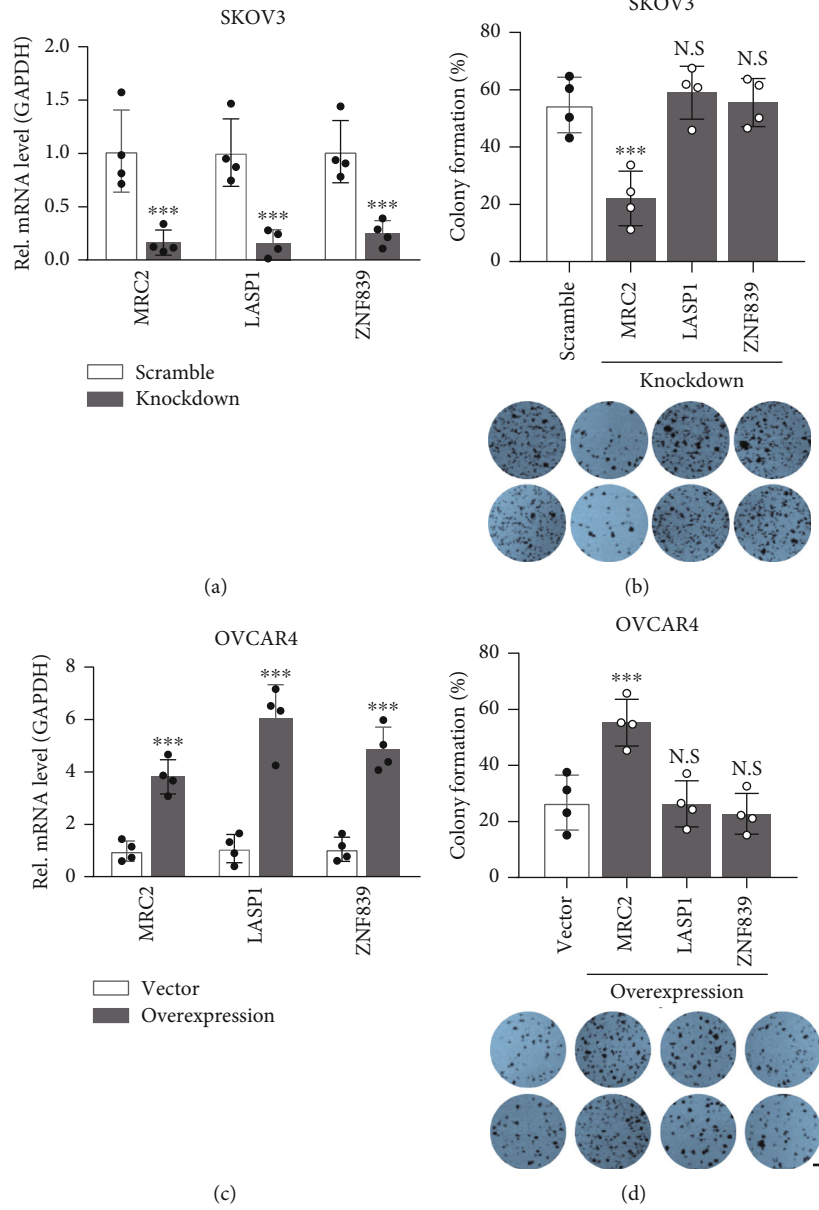 SKOV3
Rel. mRNA level (GAPDH)
2.0
1.5
1.0
0.5
0.0
***
***
***
MRC2
LASP1
ZNF839
Scramble
Knockdown
(a)
SKOV3
Colony formation (%)
80
60
40
20
0
***
N.S
N.S
Scramble
MRC2
LASP1
ZNF839
Knockdown
(b)
OVCAR4
Rel. mRNA level (GAPDH)
8
6
4
2
0
***
***
***
MRC2
LASP1
ZNF839
Vector
Overexpression
(c)
OVCAR4
Colony formation (%)
80
60
40
20
0
***
N.S
N.S
Vector
MRC2
LASP1
ZNF839
Overexpression
(d)